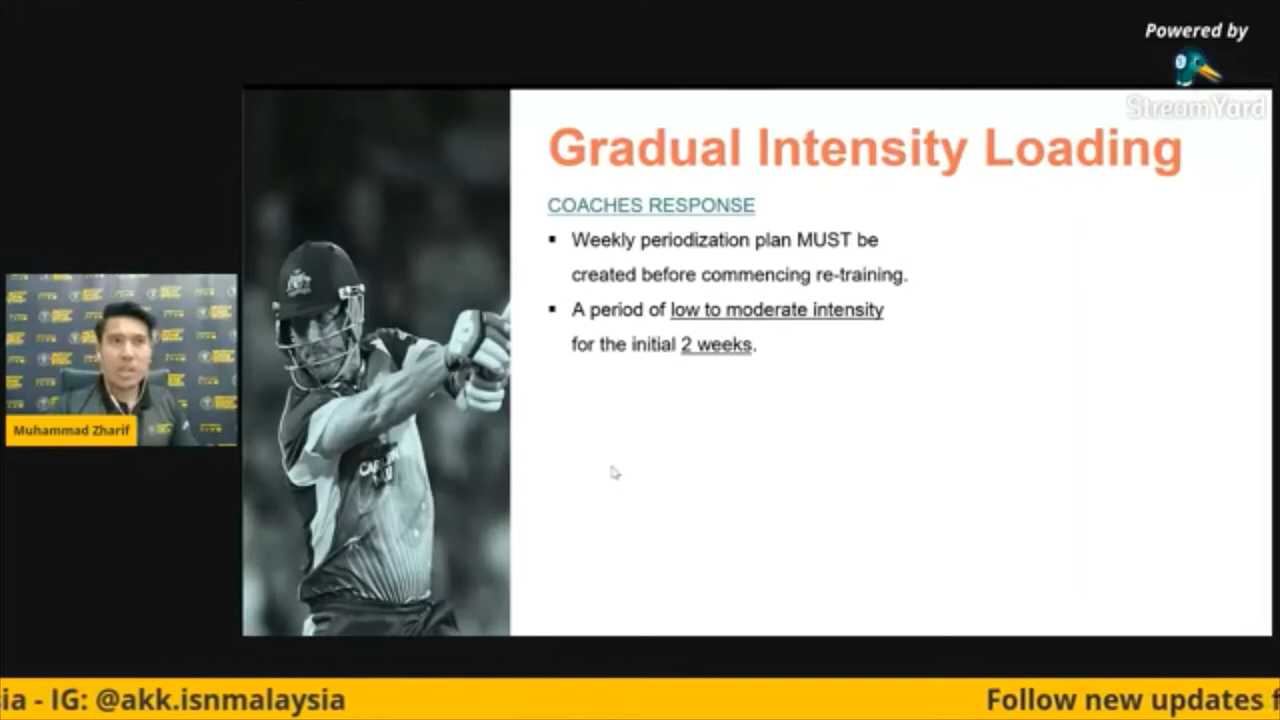 Powered by
StreamYard
Gradual Intensity Loading
COACHES RESPONSE
▪ Weekly periodization plan MUST be
created before commencing re-training.
▪ A period of low to moderate intensity
for the initial 2 weeks.
Muhammad Zharif
ia - IG: @akk.isnmalaysia
Follow new updates f